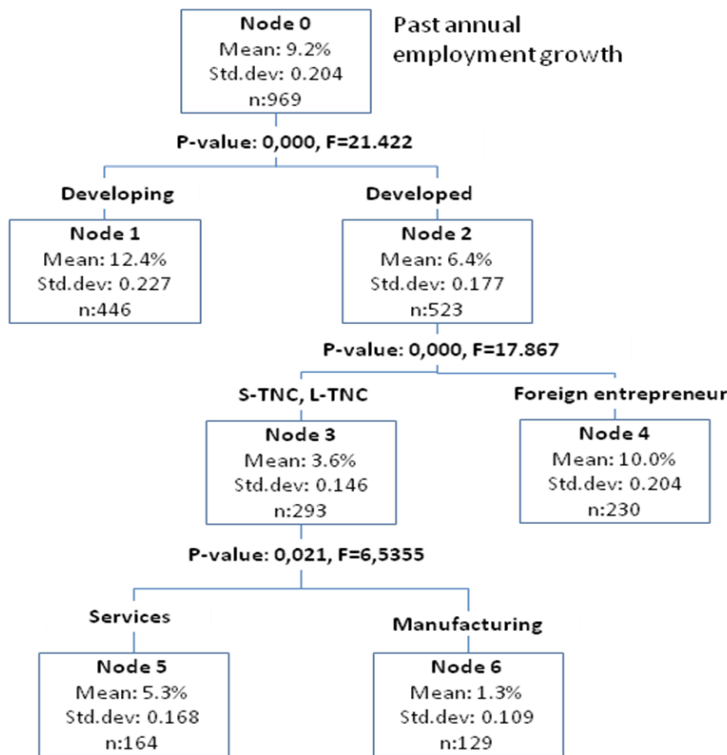 Node 0
Mean: 9.2%
Std.dev: 0.204
n:969
Past annual
employment growth
P-value: 0,000, F=21.422
Developing
Developed
Node 1
Mean: 12.4%
Std.dev: 0.227
n:446
Node 2
Mean: 6.4%
Std.dev: 0.177
n:523
P-value: 0,000, F=17.867
S-TNC, L-TNC
Foreign entrepreneur
Node 3
Mean: 3.6%
Std.dev: 0.146
n:293
Node 4
Mean: 10.0%
Std.dev: 0.204
n:230
P-value: 0,021, F=6,5355
Services
Manufacturing
Node 5
Mean: 5.3%
Std.dev: 0.168
n:164
Node 6
Mean: 1.3%
Std.dev: 0.109
n:129